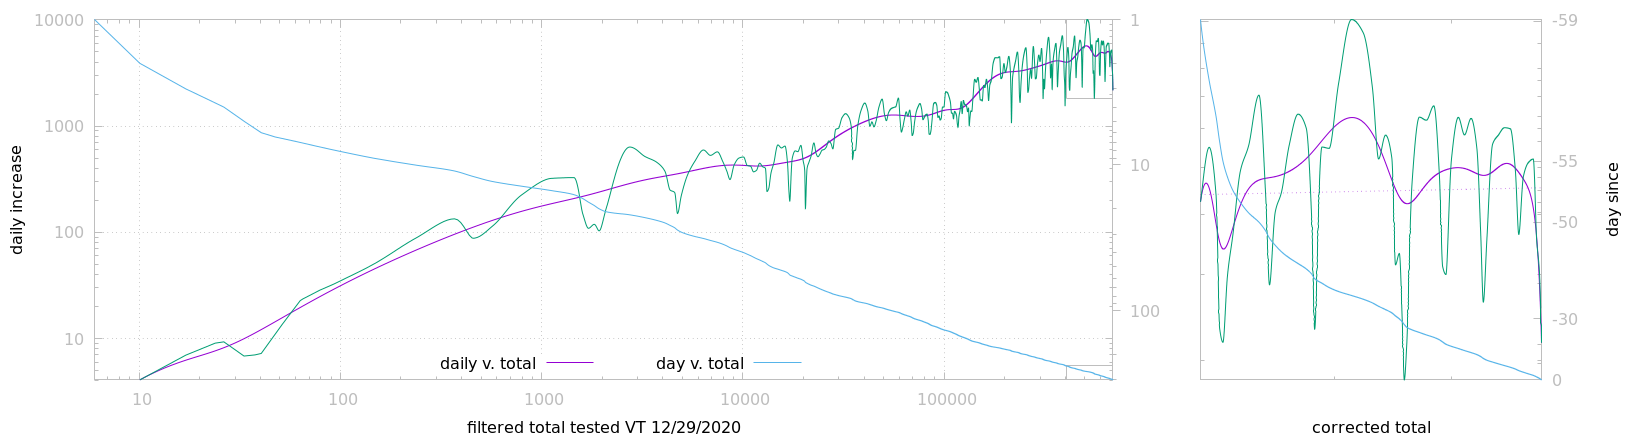 10000
1000
100
10
daily increase
10
100
1000
10000
100000
1
10
100
daily v. total
day v. total
filtered total tested VT 12/29/2020
-59
-55
-50
-30
0
day since
corrected total